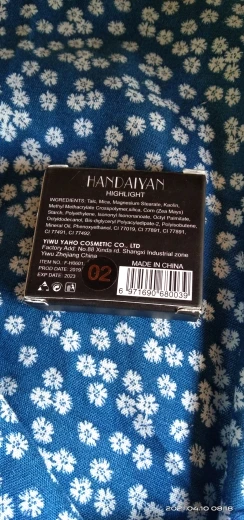 HANDAIYAN
HIGHLIGHT
INGREDIENTS: Talc, Mica, Magnesium Stearate, Kaolin,
Methyl Methacrylate Crosspolymer, silica, Corn (Zea Mays)
Starch, Polyethylene, Isononyl Isononanoate, Octyl Palmitate,
Octyldodecanol, Bis-diglyceryl Polyacyladipate-2, Polyisobutene,
Mineral Oil, Phenoxyethanol, CI 77019, CI 77891, CI 77891,
CI 77491, CI 77492
YIWU YAHO COSMETIC CO., LTD
Factory Add: No.88 Xinda rd, Shangxi Industrial zone
Yiwu Zhejiang China
ITEM NO.:
PROD DATE: 2019
EXP DATE: 2023
02
MADE IN CHINA
6 971690 680039
2021.04.10 09:18